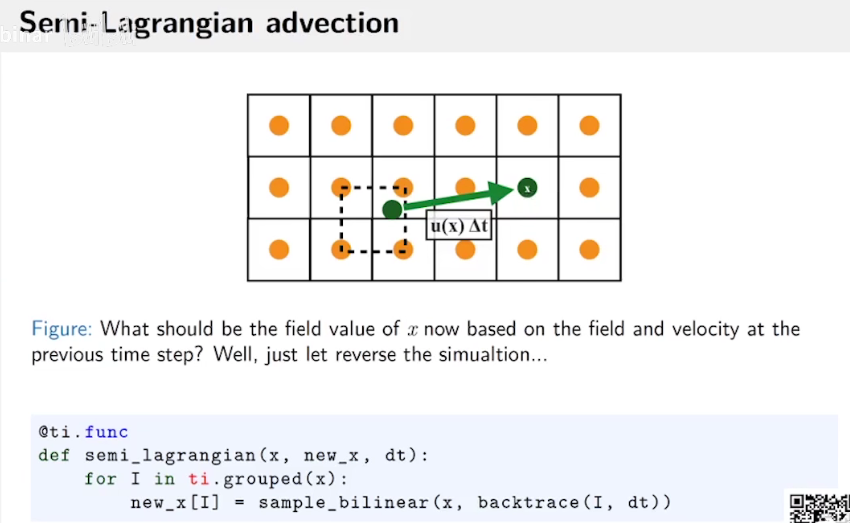 Semi-Lagrangian advection
x
u(x) Δt
Figure: What should be the field value of x now based on the field and velocity at the
previous time step? Well, just let reverse the simualtion...
@ti.func
def semi_lagrangian(x, new_x, dt):
    for I in ti.grouped(x):
        new_x[I] = sample_bilinear(x, backtrace(I, dt))